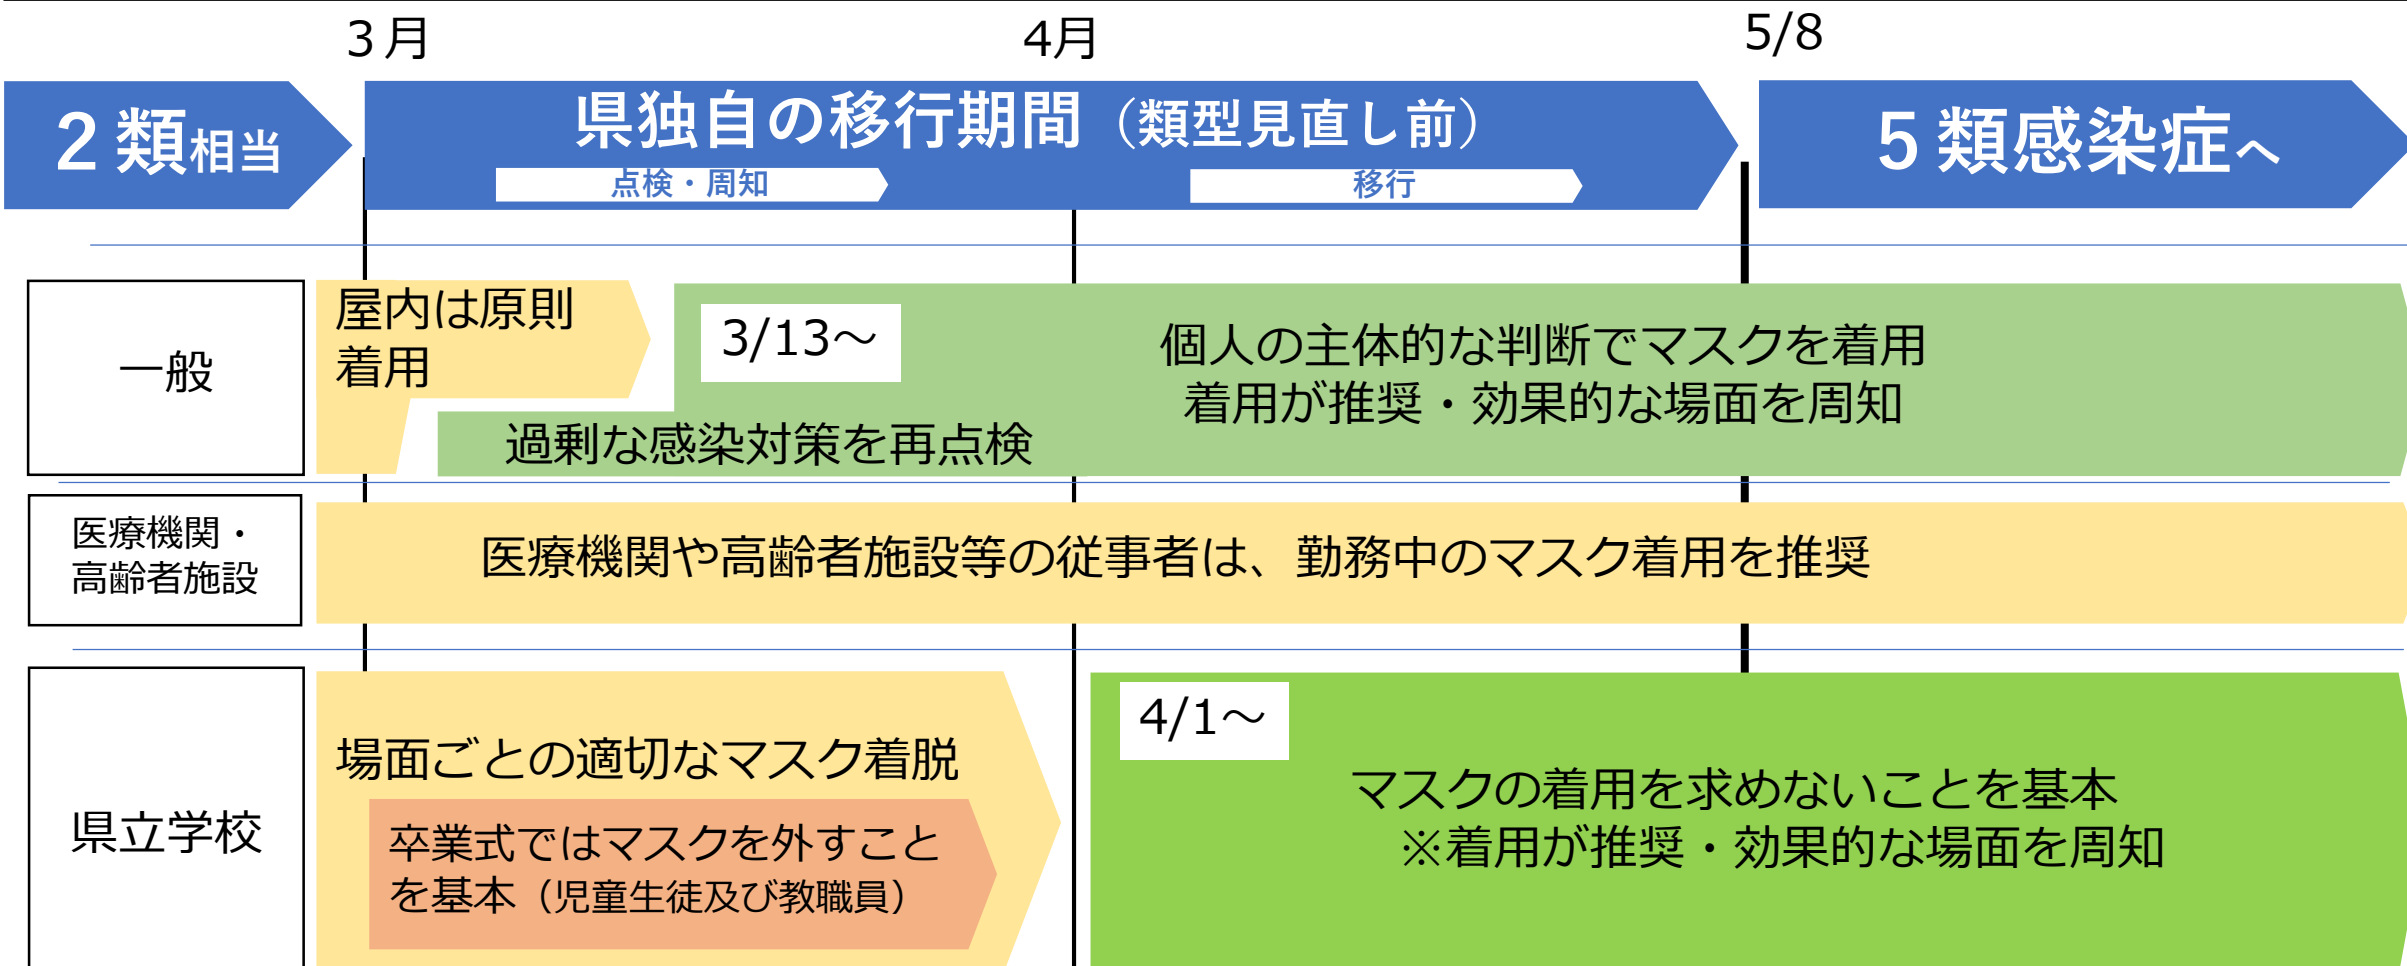 3月
4月
5/8
2類相当
県独自の移行期間（類型見直し前）
5類感染症へ
点検・周知
移行
一般
屋内は原則
着用
3/13～
個人の主体的な判断でマスクを着用
着用が推奨・効果的な場面を周知
過剰な感染対策を再点検
医療機関・
高齢者施設
医療機関や高齢者施設等の従事者は、勤務中のマスク着用を推奨
県立学校
場面ごとの適切なマスク着脱
卒業式ではマスクを外すこと
を基本（児童生徒及び教職員）
4/1～
マスクの着用を求めないことを基本
※着用が推奨・効果的な場面を周知